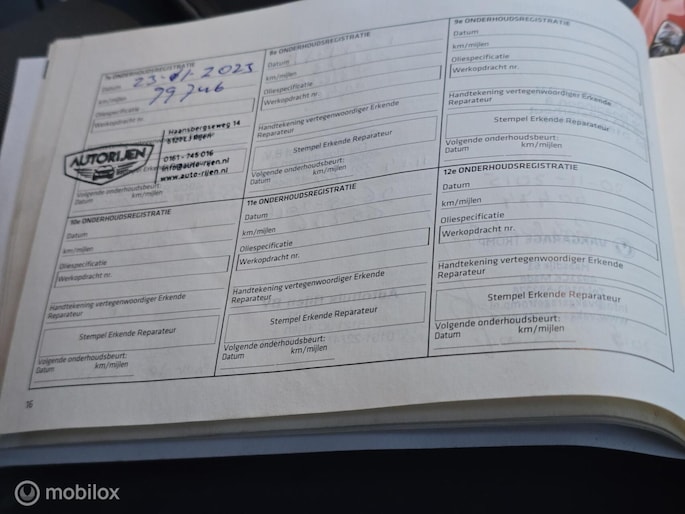 7e ONDERHOUDSREGISTRATIE
Datum 23-01-2023
km/mijlen
Oliespecificatie
Werkopdracht nr.
Haansbergseweg 14
AUTORIJEN
0161 - 745 016
info@auto-rijen.nl
www.auto-rijen.nl
Volgende onderhoudsbeurt:
Datum km/mijlen
8e ONDERHOUDSREGISTRATIE
Datum
km/mijlen
Oliespecificatie
Werkopdracht nr.
Handtekening vertegenwoordiger Erkende
Reparateur
Stempel Erkende Reparateur
Volgende onderhoudsbeurt:
Datum km/mijlen
9e ONDERHOUDSREGISTRATIE
Datum
km/mijlen
Oliespecificatie
Werkopdracht nr.
Handtekening vertegenwoordiger Erkende
Reparateur
Stempel Erkende Reparateur
Volgende onderhoudsbeurt:
Datum km/mijlen
10e ONDERHOUDSREGISTRATIE
Datum
km/mijlen
Oliespecificatie
Werkopdracht nr.
Handtekening vertegenwoordiger Erkende
Reparateur
Stempel Erkende Reparateur
Volgende onderhoudsbeurt:
Datum km/mijlen
11e ONDERHOUDSREGISTRATIE
Datum
km/mijlen
Oliespecificatie
Werkopdracht nr.
Handtekening vertegenwoordiger Erkende
Reparateur
Stempel Erkende Reparateur
Volgende onderhoudsbeurt:
Datum km/mijlen
12e ONDERHOUDSREGISTRATIE
Datum
km/mijlen
Oliespecificatie
Werkopdracht nr.
Handtekening vertegenwoordiger Erkende
Reparateur
Stempel Erkende Reparateur
Volgende onderhoudsbeurt:
Datum km/mijlen
16
mobilox